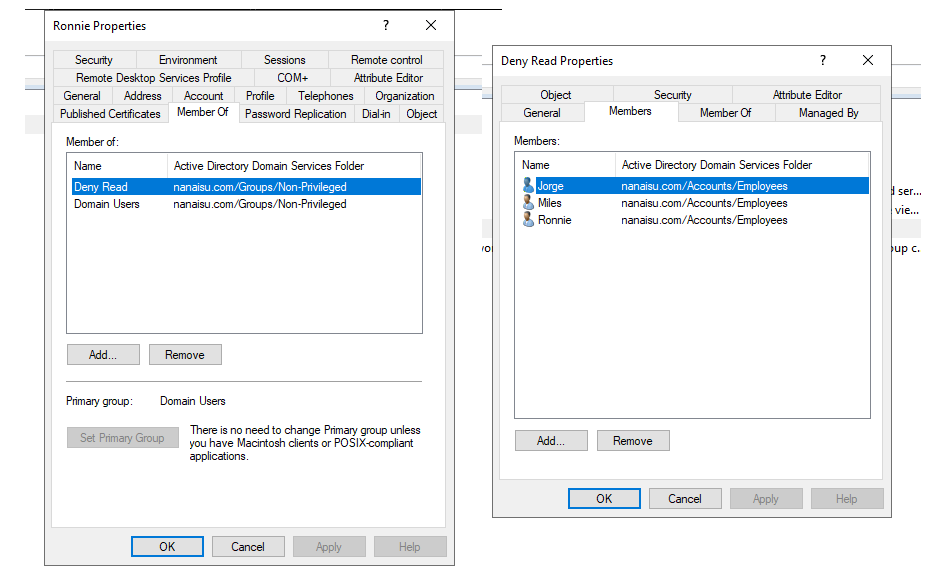 Ronnie Properties
?
Security Environment Sessions Remote control
Remote Desktop Services Profile COM+ Attribute Editor
General Address Account Profile Telephones Organization
Published Certificates Member Of Password Replication Dial-in Object
Member of:
Name Active Directory Domain Services Folder
Deny Read nanaisu.com/Groups/Non-Privileged
Domain Users nanaisu.com/Groups/Non-Privileged
Add... Remove
Primary group: Domain Users
Set Primary Group
There is no need to change Primary group unless
you have Macintosh clients or POSIX-compliant
applications.
OK Cancel Apply Help
Deny Read Properties
?
Object Security Attribute Editor
General Members Member Of Managed By
Members:
Name Active Directory Domain Services Folder
Jorge nanaisu.com/Accounts/Employees
Miles nanaisu.com/Accounts/Employees
Ronnie nanaisu.com/Accounts/Employees
Add... Remove
OK Cancel Apply Help